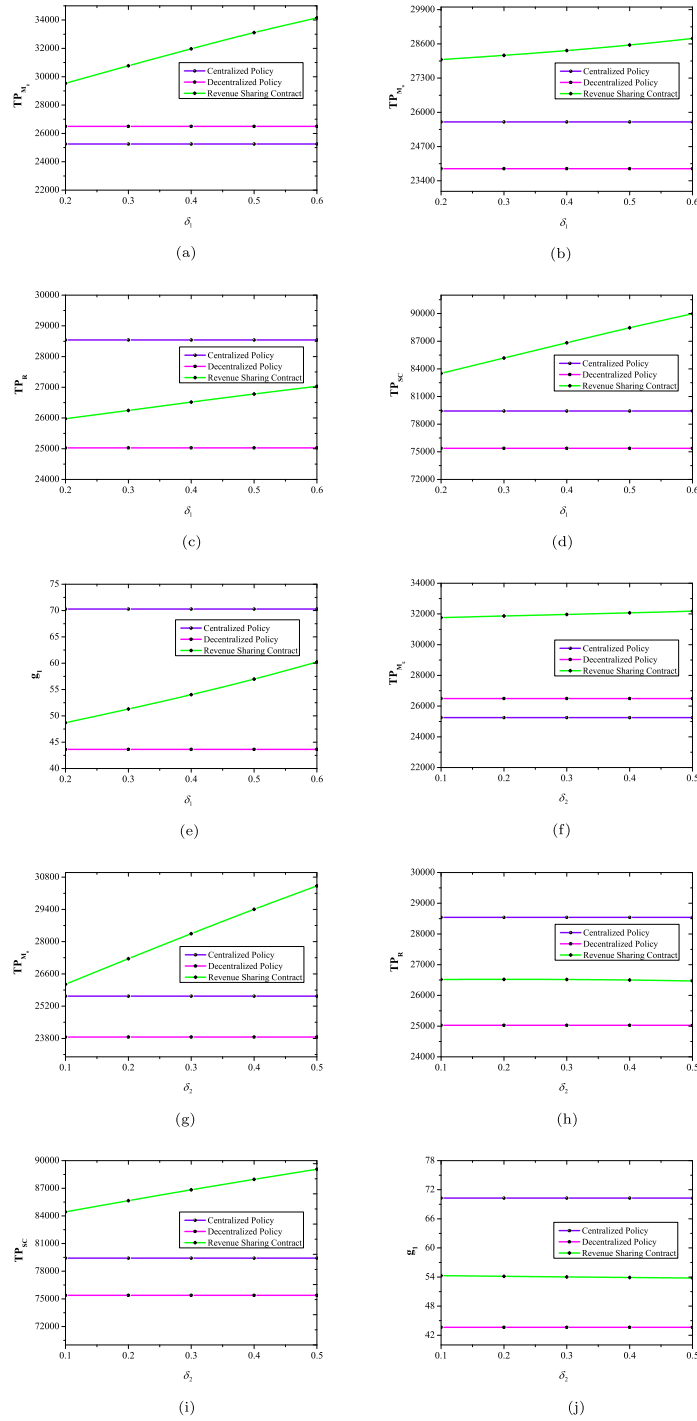 34000
32000
30000
28000
26000
24000
22000
TP_M
Centralized Policy
Decentralized Policy
Revenue Sharing Contract
0.2 0.3 0.4 0.5 0.6
δ₁
(a)
29900
28600
27300
26000
24700
23400
TP_M
Centralized Policy
Decentralized Policy
Revenue Sharing Contract
0.2 0.3 0.4 0.5 0.6
δ₁
(b)
30000
29000
28000
27000
26000
25000
24000
TP_R
Centralized Policy
Decentralized Policy
Revenue Sharing Contract
0.2 0.3 0.4 0.5 0.6
δ₁
(c)
90000
87000
84000
81000
78000
75000
72000
TP_SC
Centralized Policy
Decentralized Policy
Revenue Sharing Contract
0.2 0.3 0.4 0.5 0.6
δ₁
(d)
75
70
65
60
55
50
45
40
g₁
Centralized Policy
Decentralized Policy
Revenue Sharing Contract
0.2 0.3 0.4 0.5 0.6
δ₁
(e)
34000
32000
30000
28000
26000
24000
22000
TP_M
Centralized Policy
Decentralized Policy
Revenue Sharing Contract
0.1 0.2 0.3 0.4 0.5
δ₂
(f)
30800
29400
28000
26600
25200
23800
TP_M
Centralized Policy
Decentralized Policy
Revenue Sharing Contract
0.1 0.2 0.3 0.4 0.5
δ₂
(g)
30000
29000
28000
27000
26000
25000
24000
TP_R
Centralized Policy
Decentralized Policy
Revenue Sharing Contract
0.1 0.2 0.3 0.4 0.5
δ₂
(h)
90000
87000
84000
81000
78000
75000
72000
TP_SC
Centralized Policy
Decentralized Policy
Revenue Sharing Contract
0.1 0.2 0.3 0.4 0.5
δ₂
(i)
78
72
66
60
54
48
42
g₁
Centralized Policy
Decentralized Policy
Revenue Sharing Contract
0.1 0.2 0.3 0.4 0.5
δ₂
(j)